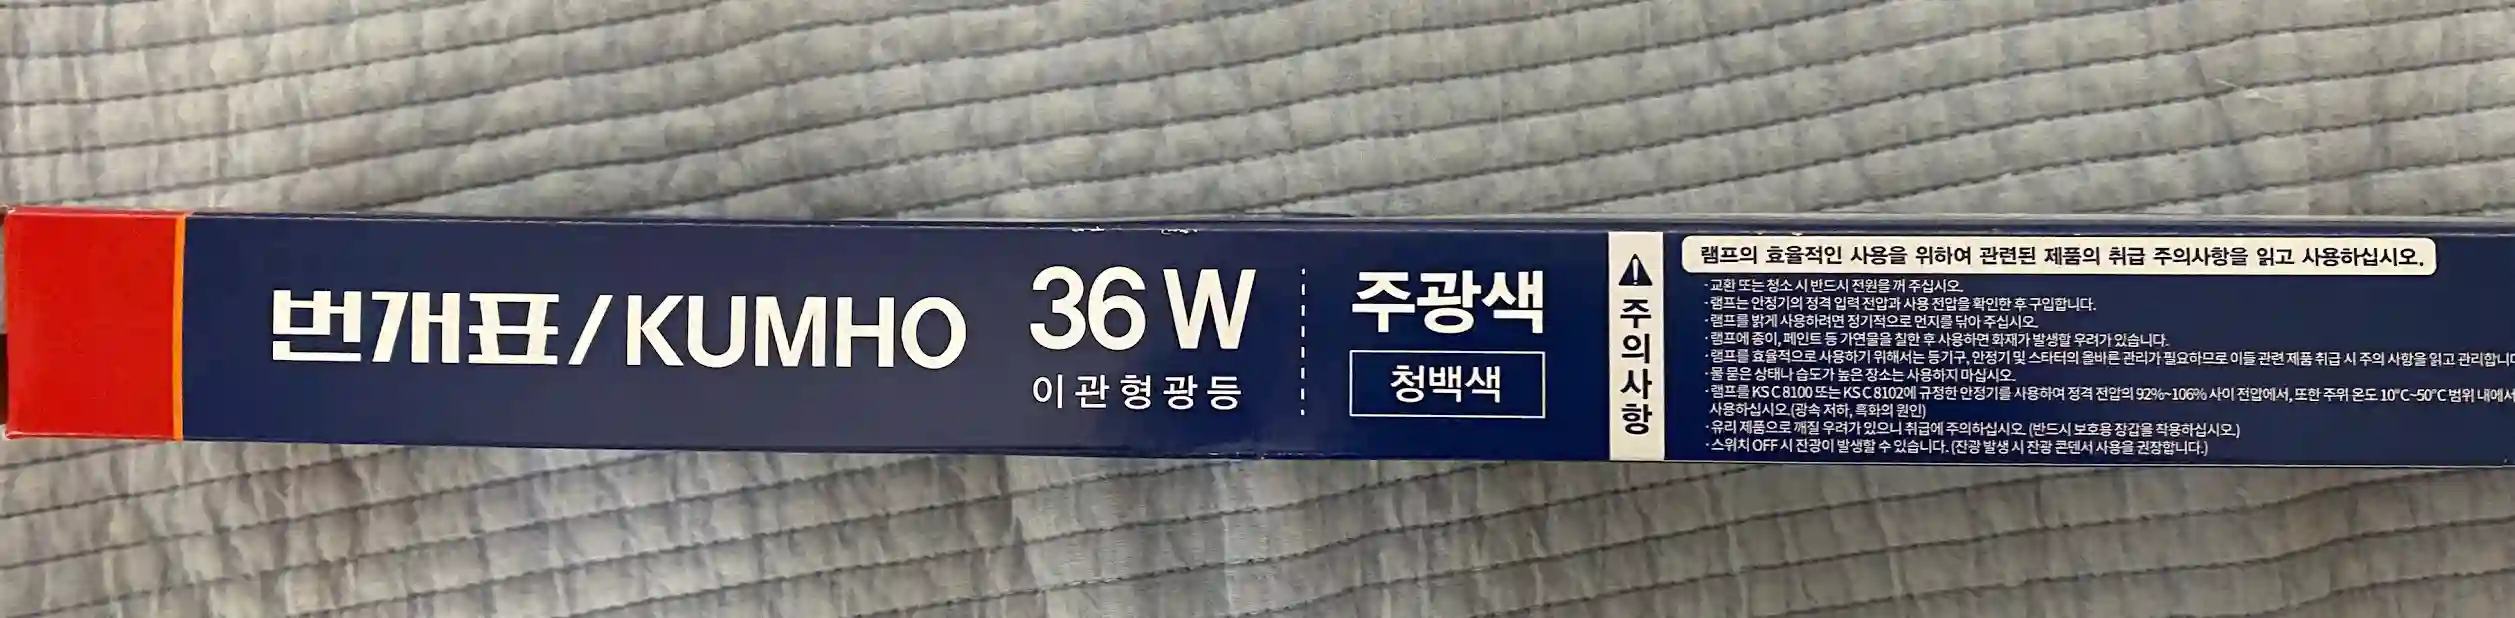 번개표/KUMHO
36 W
이관형광등
주광색
청백색
주의사항
램프의 효율적인 사용을 위하여 관련된 제품의 취급 주의사항을 읽고 사용하십시오.
·교환 또는 청소 시 반드시 전원을 꺼 주십시오.
·램프는 안정기의 정격 입력 전압과 사용 전압을 확인한 후 구입합니다.
·램프를 밝게 사용하려면 정기적으로 먼지를 닦아 주십시오.
·램프에 종이, 페인트 등 가연물을 칠한 후 사용하면 화재가 발생할 우려가 있습니다.
·램프를 효율적으로 사용하기 위해서는 등기구, 안정기 및 스타터의 올바른 관리가 필요하므로 이들 관련 제품 취급 시 주의 사항을 읽고 관리합니다
·물 묻은 상태나 습도가 높은 장소는 사용하지 마십시오.
·램프를 KS C 8100 또는 KS C 8102에 규정한 안정기를 사용하여 정격 전압의 92%~106% 사이 전압에서, 또한 주위 온도 10°C~50°C 범위 내에서
사용하십시오.(광속 저하, 흑화의 원인)
·유리 제품으로 깨질 우려가 있으니 취급에 주의하십시오. (반드시 보호용 장갑을 착용하십시오.)
·스위치 OFF 시 잔광이 발생할 수 있습니다. (잔광 발생 시 잔광 콘덴서 사용을 권장합니다.)